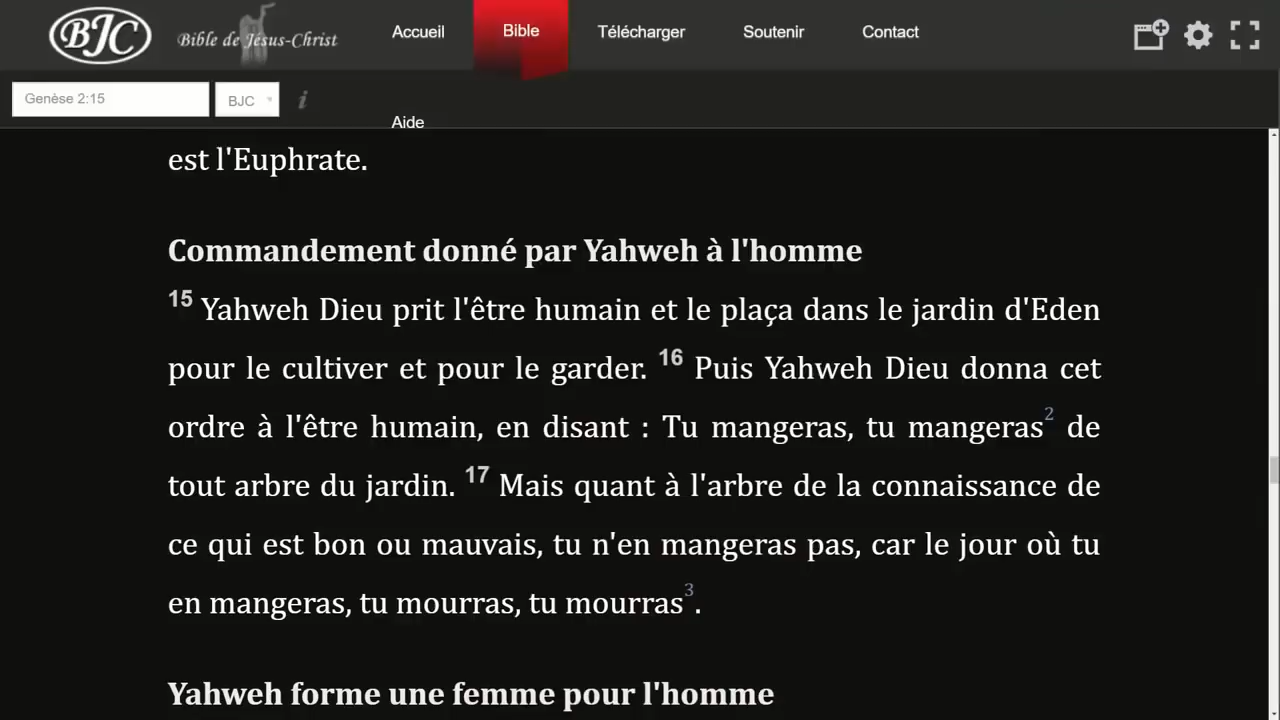 BJC Bible de Jésus-Christ Accueil Bible Télécharger Soutenir Contact
Genèse 2:15 BJC i
Aide
est l'Euphrate.
Commandement donné par Yahweh à l'homme
15 Yahweh Dieu prit l'être humain et le plaça dans le jardin d'Eden
pour le cultiver et pour le garder. 16 Puis Yahweh Dieu donna cet
ordre à l'être humain, en disant : Tu mangeras, tu mangeras2 de
tout arbre du jardin. 17 Mais quant à l'arbre de la connaissance de
ce qui est bon ou mauvais, tu n'en mangeras pas, car le jour où tu
en mangeras, tu mourras, tu mourras3.
Yahweh forme une femme pour l'homme